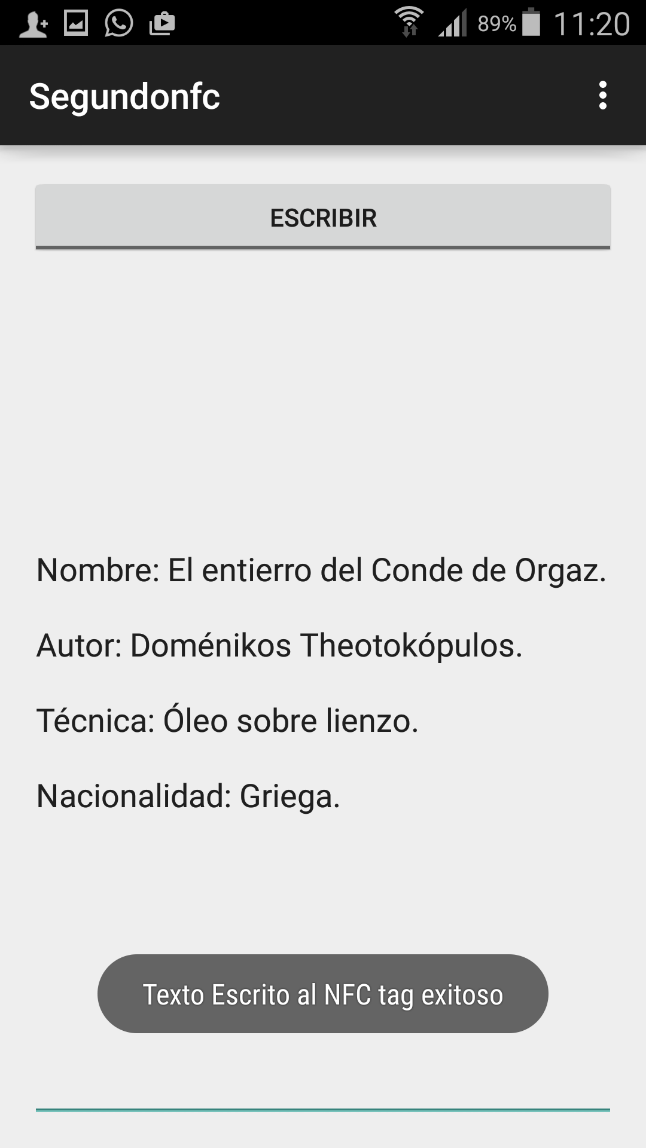 89% 11:20
Segundonfc
ESCRIBIR
Nombre: El entierro del Conde de Orgaz.
Autor: Doménikos Theotokópulos.
Técnica: Óleo sobre lienzo.
Nacionalidad: Griega.
Texto Escrito al NFC tag exitoso